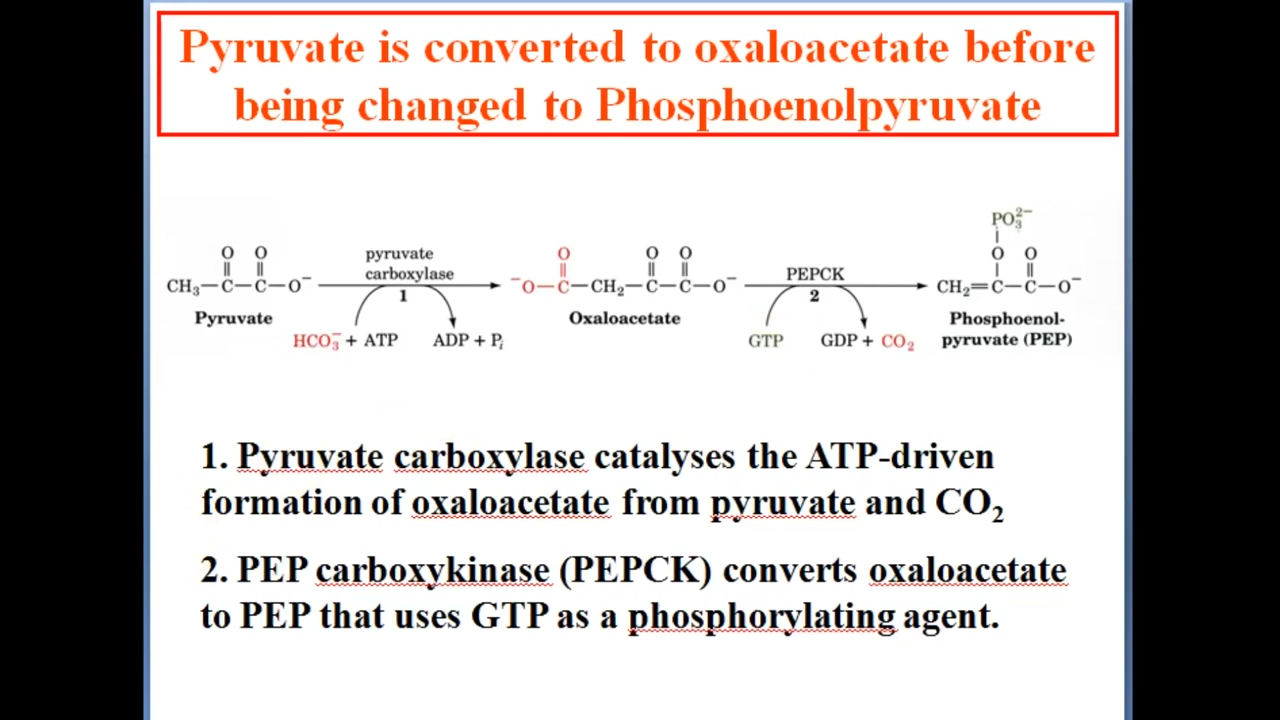 Pyruvate is converted to oxaloacetate before
being changed to Phosphoenolpyruvate
PO₃²⁻
O O pyruvate O O O O O
CH₃—C—C—O⁻ carboxylase ⁻O—C—CH₂—C—C—O⁻ PEPCK CH₂=C—C—O⁻
1 2
Pyruvate Oxaloacetate Phosphoenol-
HCO₃⁻ + ATP ADP + Pᵢ GTP GDP + CO₂ pyruvate (PEP)
1. Pyruvate carboxylase catalyses the ATP-driven
formation of oxaloacetate from pyruvate and CO₂
2. PEP carboxykinase (PEPCK) converts oxaloacetate
to PEP that uses GTP as a phosphorylating agent.